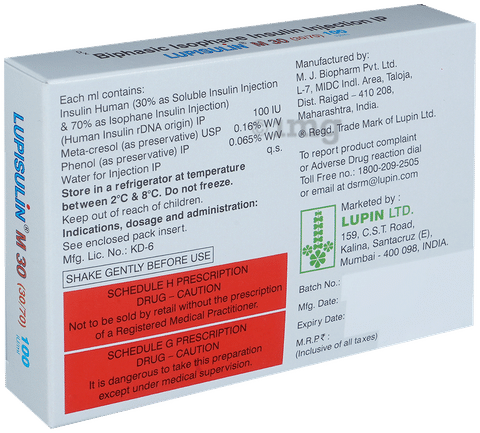 Rx Biphasic Isophane Insulin Injection IP
LUPISULIN® M 30 (30/70) 100
Each ml contains:
Insulin Human (30% as Soluble Insulin Injection
& 70% as Isophane Insulin Injection)
(Human Insulin rDNA origin) IP 100 IU
Meta-cresol (as preservative) USP 0.16% W/V
Phenol (as preservative) IP 0.065% W/V
Water for Injection IP q.s.
Store in a refrigerator at temperature
between 2°C & 8°C. Do not freeze.
Keep out of reach of children.
Indications, dosage and administration:
See enclosed pack insert.
Mfg. Lic. No.: KD-6
SHAKE GENTLY BEFORE USE
SCHEDULE H PRESCRIPTION
DRUG – CAUTION
Not to be sold by retail without the prescription
of a Registered Medical Practitioner.
SCHEDULE G PRESCRIPTION
DRUG – CAUTION
It is dangerous to take this preparation
except under medical supervision.
Manufactured by:
M. J. Biopharm Pvt. Ltd.
L-7, MIDC Indl. Area, Taloja,
Dist. Raigad – 410 208,
Maharashtra, India.
® Regd. Trade Mark of Lupin Ltd.
To report product complaint
or Adverse Drug reaction dial
Toll Free no.: 1800-209-2505
or email at dsrm@lupin.com
Marketed by :
LUPIN LTD.
159, C.S.T. Road,
Kalina, Santacruz (E),
Mumbai - 400 098, INDIA.
Batch No.:
Mfg. Date:
Expiry Date:
M.R.P.₹ :
(Inclusive of all taxes)
LUPISULIN® M 30 (30/70) 100